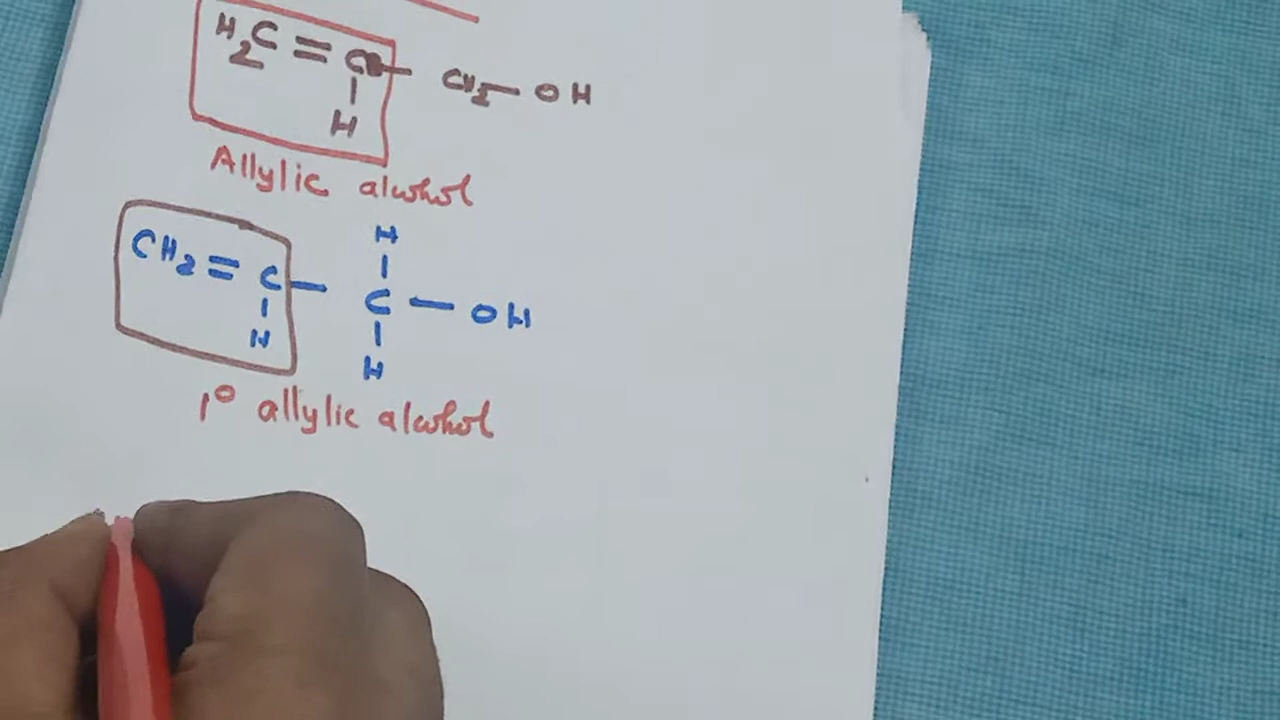 H₂C = C — CH₂ — OH
|
H
Allylic alcohol
H
|
CH₂ = C — C — OH
| |
H H
1° allylic alcohol